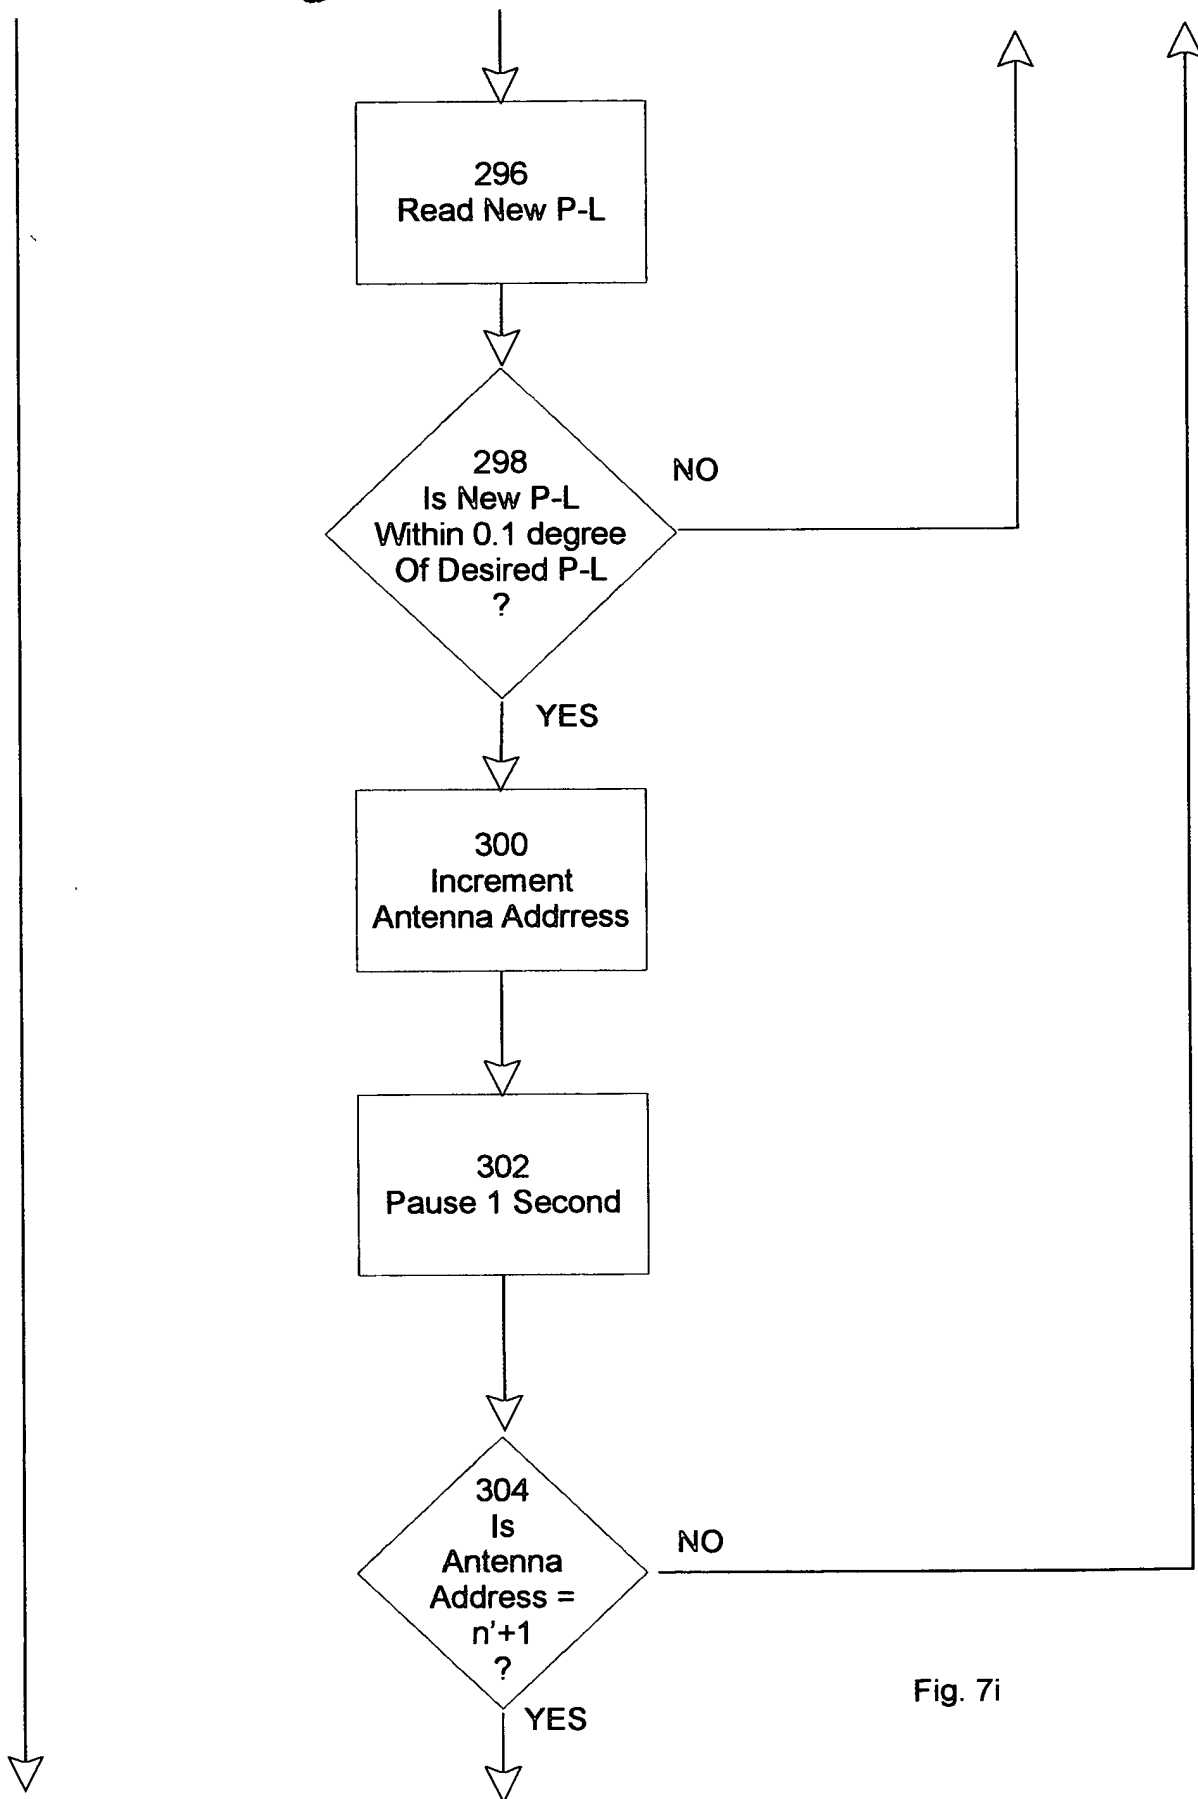 296
Read New P-L
298
Is New P-L
Within 0.1 degree
Of Desired P-L
?
NO
YES
300
Increment
Antenna Addrress
302
Pause 1 Second
304
Is
Antenna
Address =
n'+1
?
NO
YES
Fig. 7i